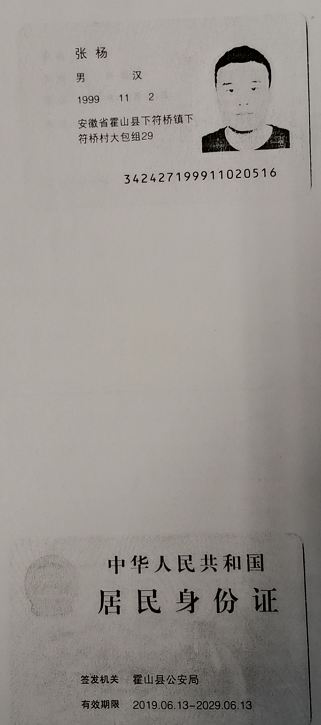 张杨
男 汉
1999 11 2
安徽省霍山县下符桥镇下
符桥村大包组29
342427199911020516
中华人民共和国
居民身份证
签发机关 霍山县公安局
有效期限 2019.06.13-2029.06.13